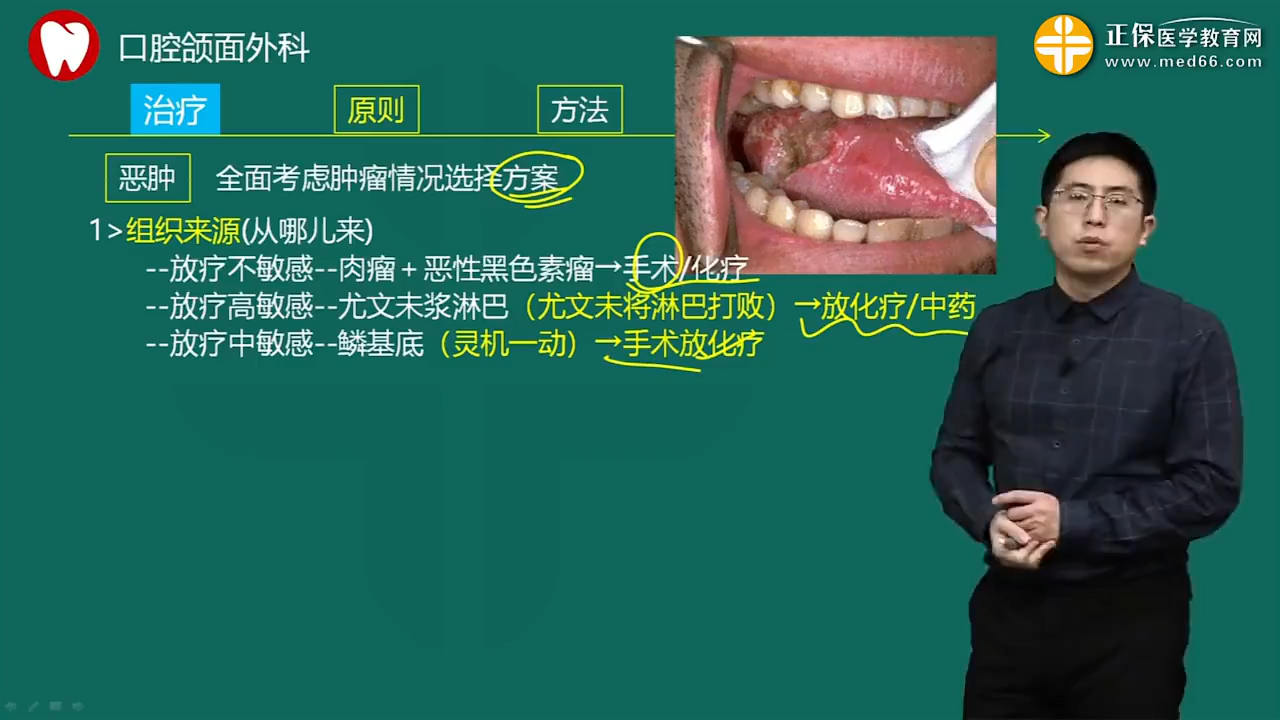 口腔颌面外科
正保医学教育网
www.med66.com
治疗
原则
方法
恶肿 全面考虑肿瘤情况选择方案
1>组织来源(从哪儿来)
--放疗不敏感--肉瘤+恶性黑色素瘤→手术/化疗
--放疗高敏感--尤文未浆淋巴（尤文未将淋巴打败）→放化疗/中药
--放疗中敏感--鳞基底（灵机一动）→手术放化疗